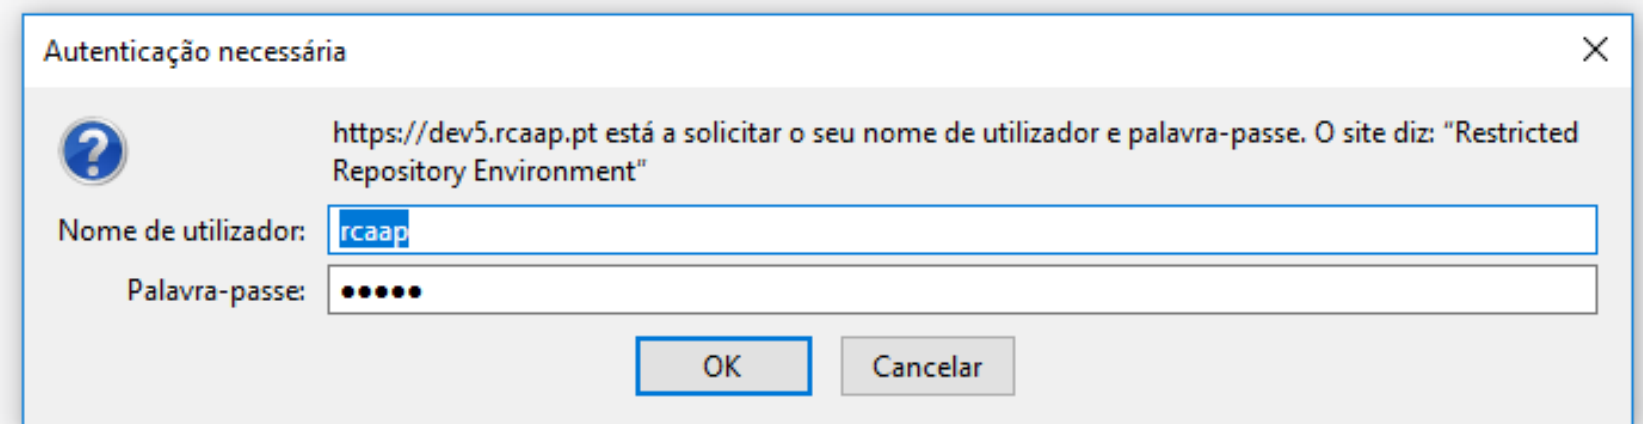 Autenticação necessária
https://dev5.rcaap.pt está a solicitar o seu nome de utilizador e palavra-passe. O site diz: "Restricted
Repository Environment"
Nome de utilizador: rcaap
Palavra-passe: •••••
OK Cancelar